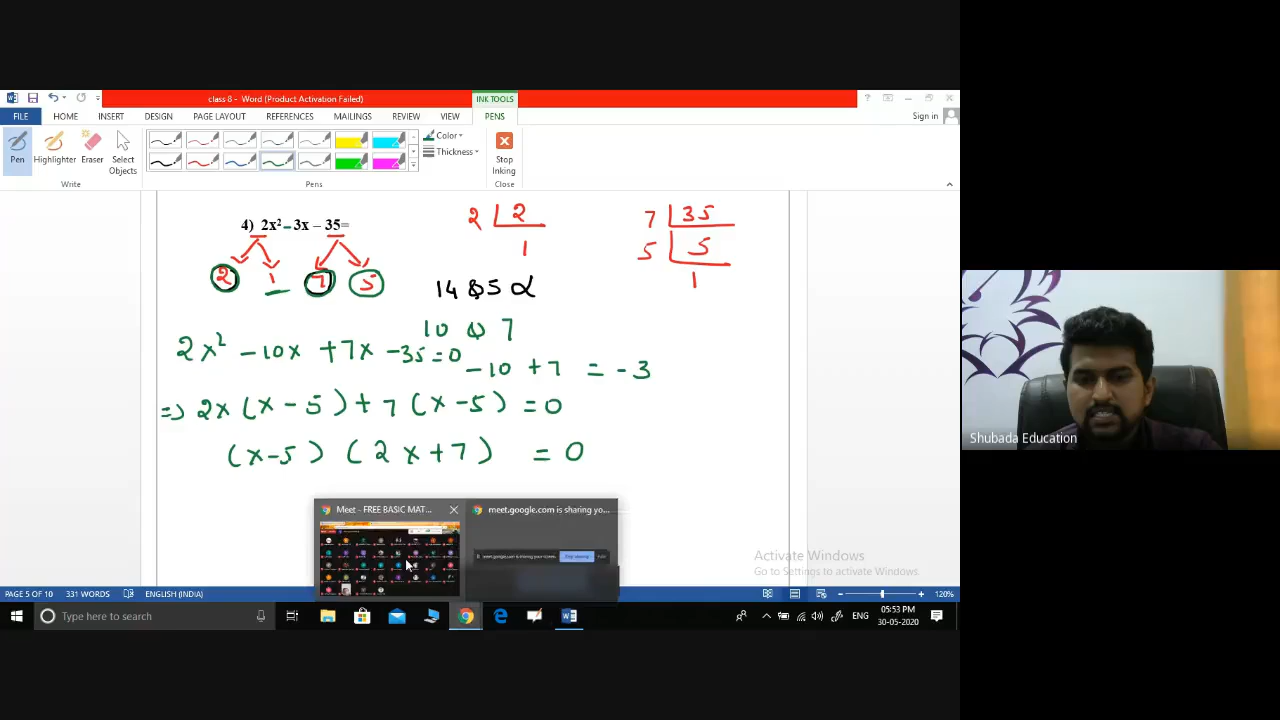 class 8 - Word (Product Activation Failed)
INK TOOLS
Sign in
FILE HOME INSERT DESIGN PAGE LAYOUT REFERENCES MAILINGS REVIEW VIEW PENS
Pen Highlighter Eraser Select Objects
Color
Thickness
Stop Inking
Write Pens Close
4) 2x² - 3x – 35=
2 1 7 5
2 2
1
7 35
5 5
1
14 & 5 α
10 & 7
2x² - 10x + 7x - 35 = 0
-10 + 7 = -3
=> 2x (x - 5) + 7 (x - 5) = 0
(x - 5) (2x + 7) = 0
Shubada Education
Meet - FREE BASIC MAT...
meet.google.com is sharing yo...
Activate Windows
Go to Settings to activate Windows.
PAGE 5 OF 10 331 WORDS ENGLISH (INDIA) 120%
Type here to search
ENG
05:53 PM
30-05-2020